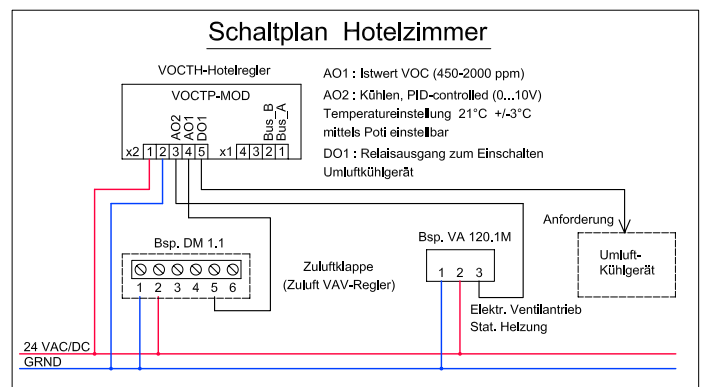 Schaltplan Hotelzimmer
VOCTH-Hotelregler
VOCTP-MOD
AO2
AO1
DO1
Bus_B
Bus_A
x2 1 2 3 4 5 x1 4 3 2 1
AO1 : Istwert VOC (450-2000 ppm)
AO2 : Kühlen, PID-controlled (0...10V)
Temperatureinstellung 21°C +/-3°C
mittels Poti einstelbar
DO1 : Relaisausgang zum Einschalten
Umluftkühlgerät
Anforderung
Umluft-
Kühlgerät
Bsp. DM 1.1
1 2 3 4 5 6
Zuluftklappe
(Zuluft VAV-Regler)
Bsp. VA 120.1M
1 2 3
Elektr. Ventilantrieb
Stat. Heizung
24 VAC/DC
GRND